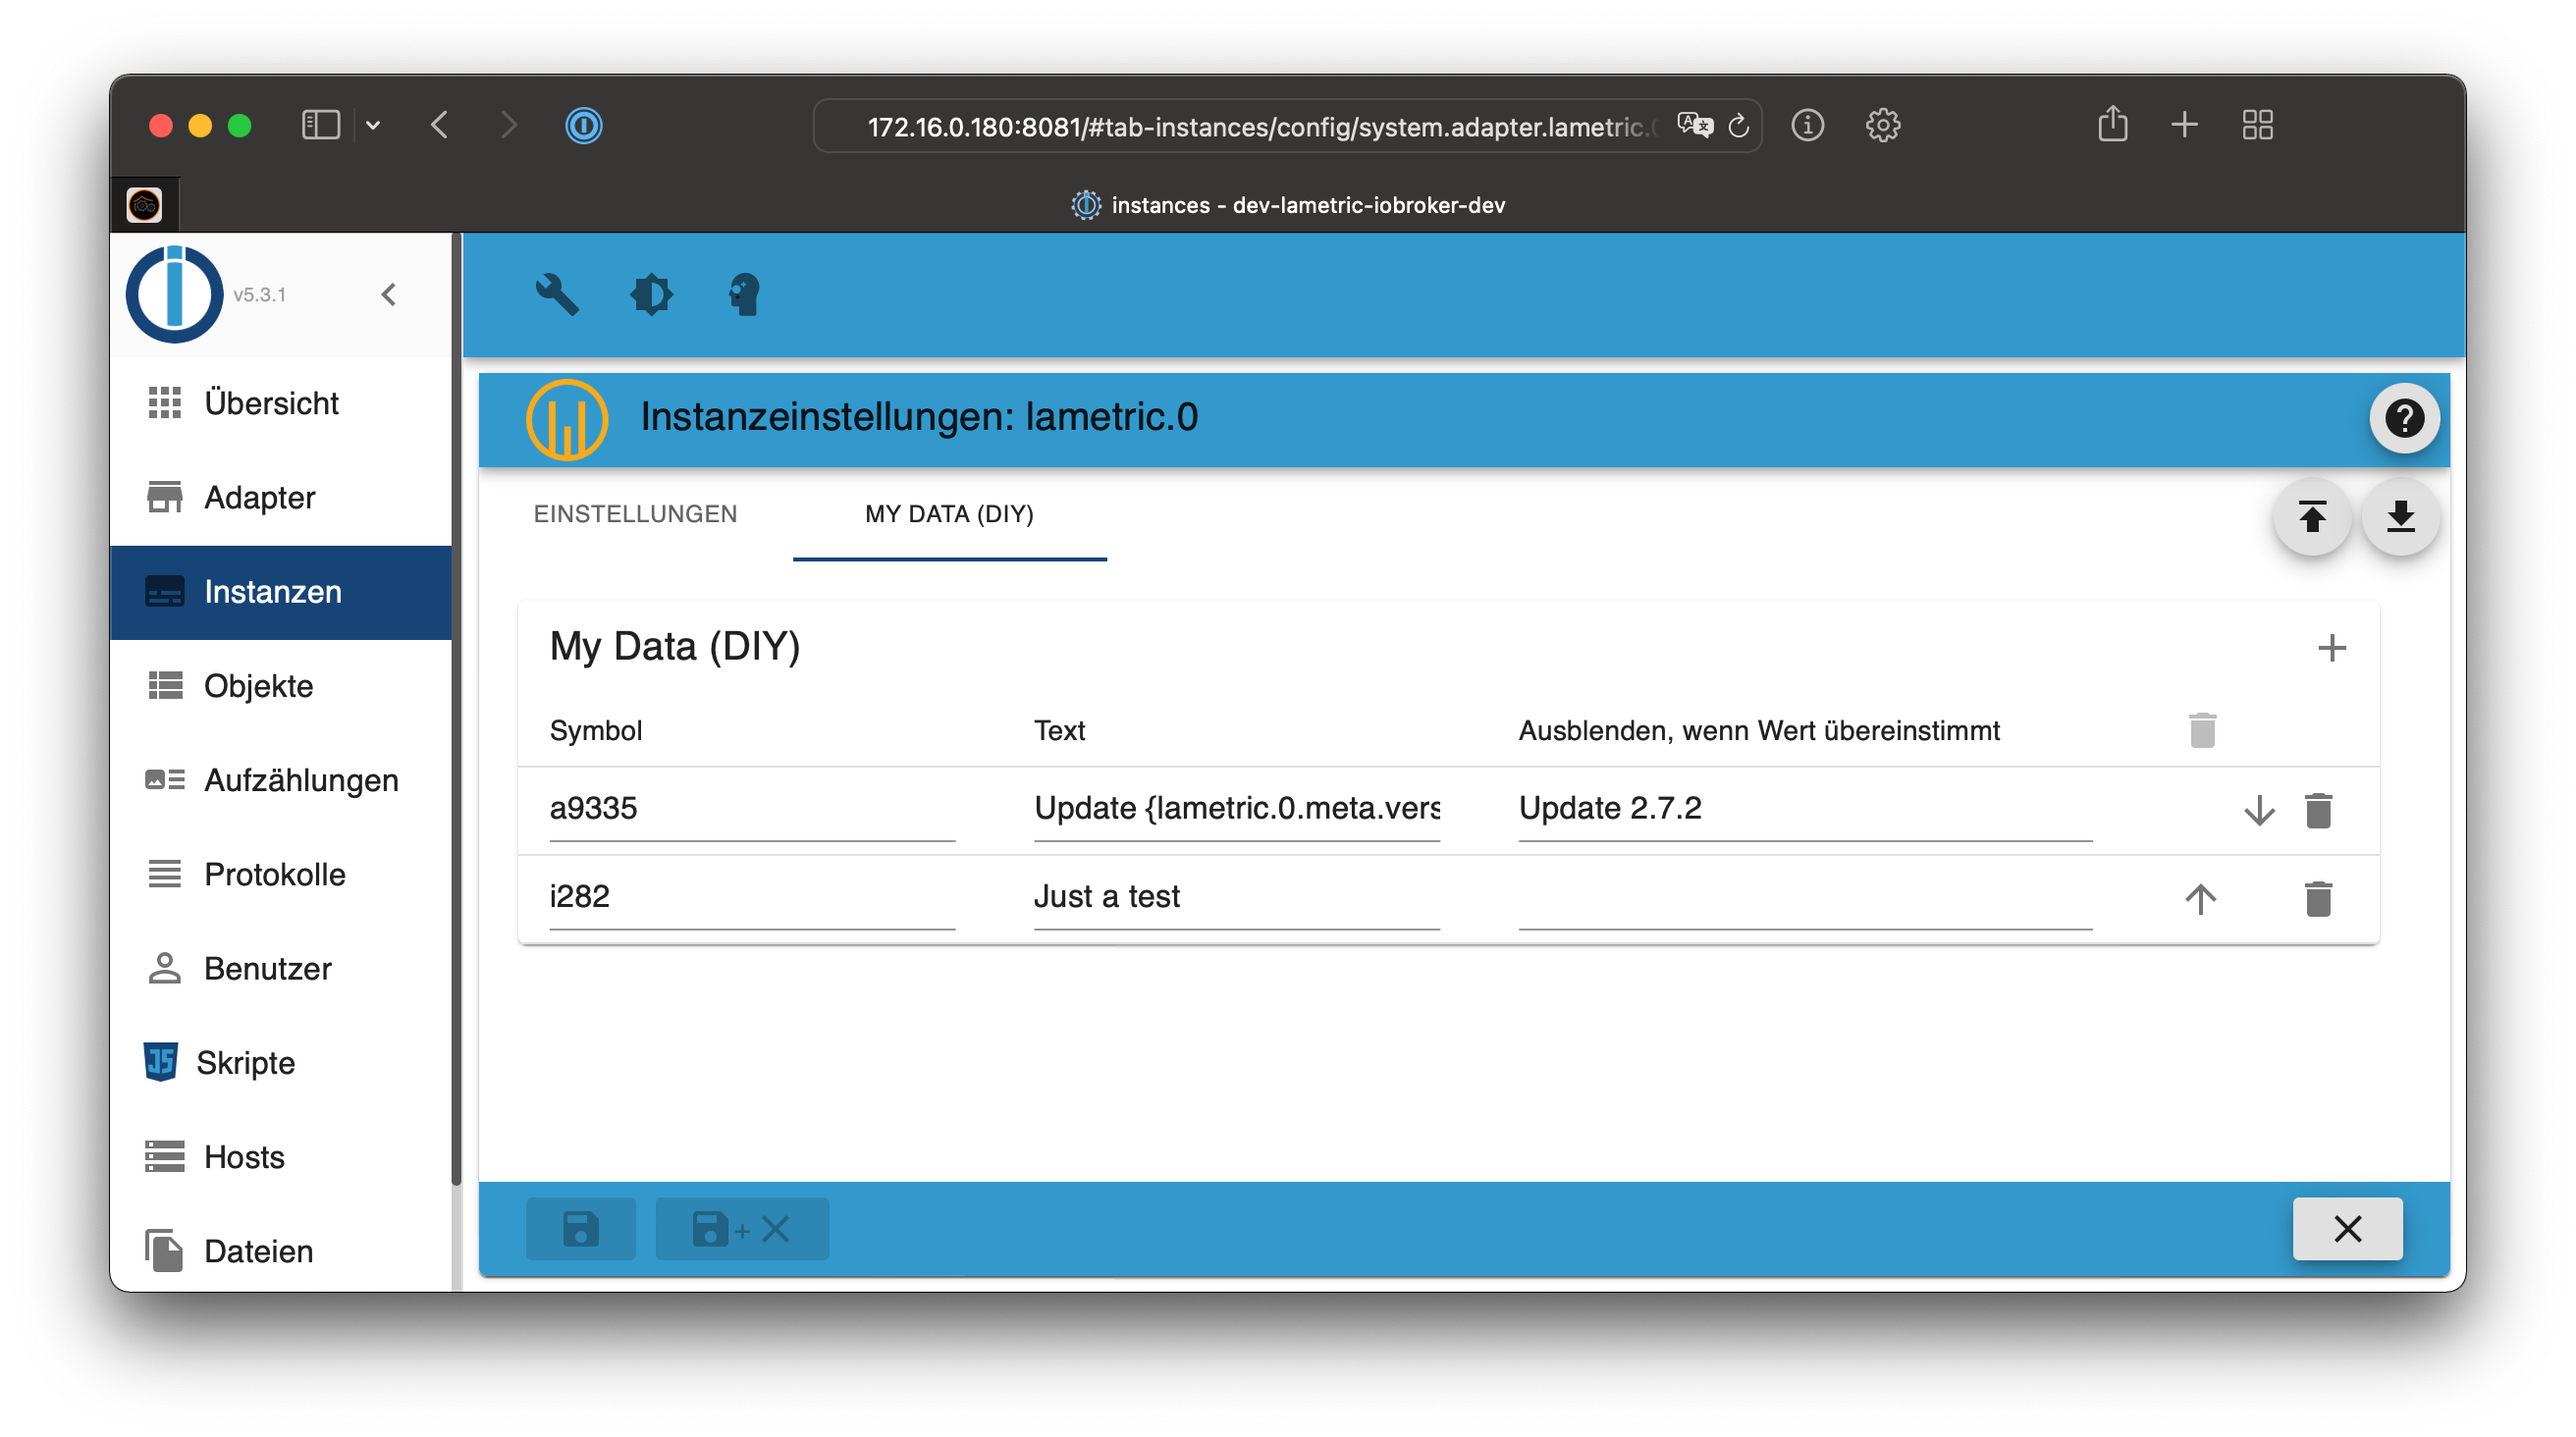 172.16.0.180:8081/#tab-instances/config/system.adapter.lametric.0
instances - dev-lametric-iobroker-dev
v5.3.1
Übersicht
Adapter
Instanzen
Objekte
Aufzählungen
Protokolle
Benutzer
JS Skripte
Hosts
Dateien
Instanzeinstellungen: lametric.0
EINSTELLUNGEN MY DATA (DIY)
My Data (DIY)
Symbol Text Ausblenden, wenn Wert übereinstimmt
a9335 Update {lametric.0.meta.vers Update 2.7.2
i282 Just a test
+